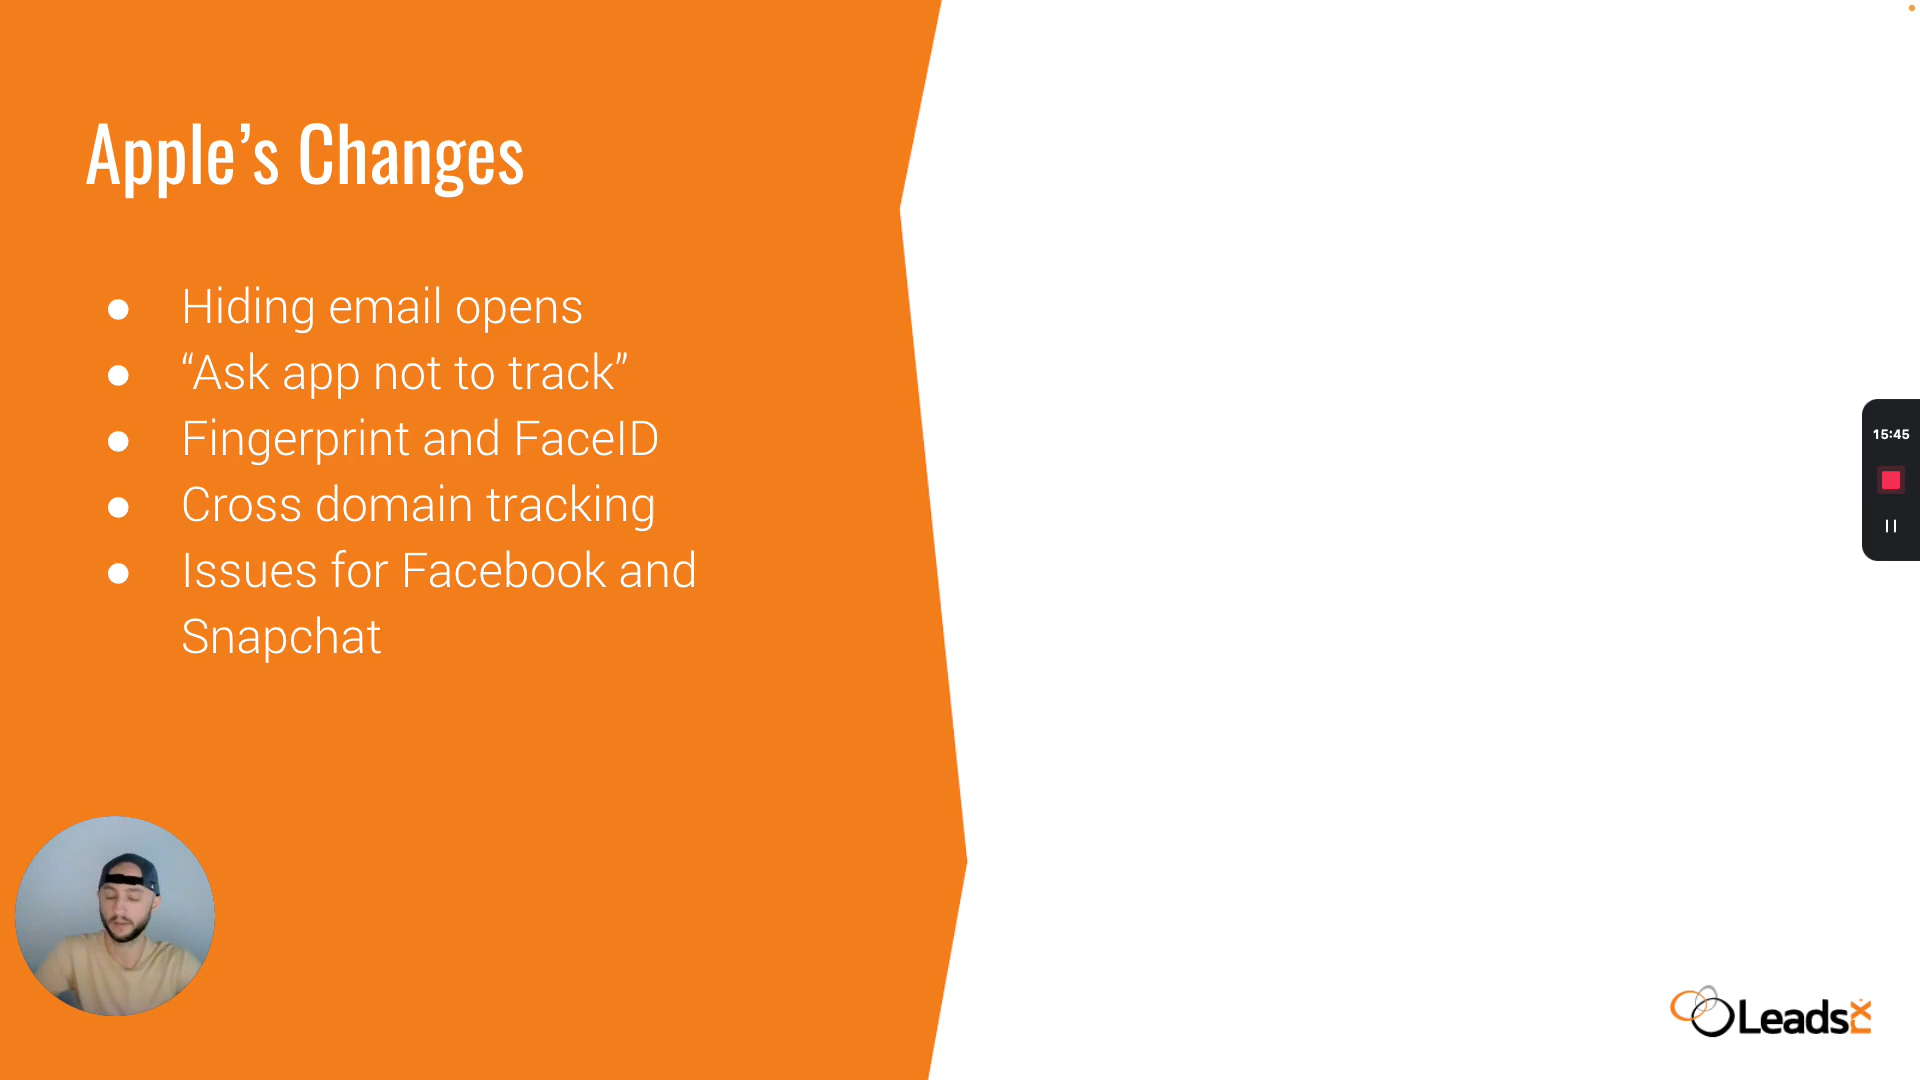 Apple’s Changes
● Hiding email opens
● “Ask app not to track”
● Fingerprint and FaceID
● Cross domain tracking
● Issues for Facebook and
Snapchat
15:45
LeadsRx